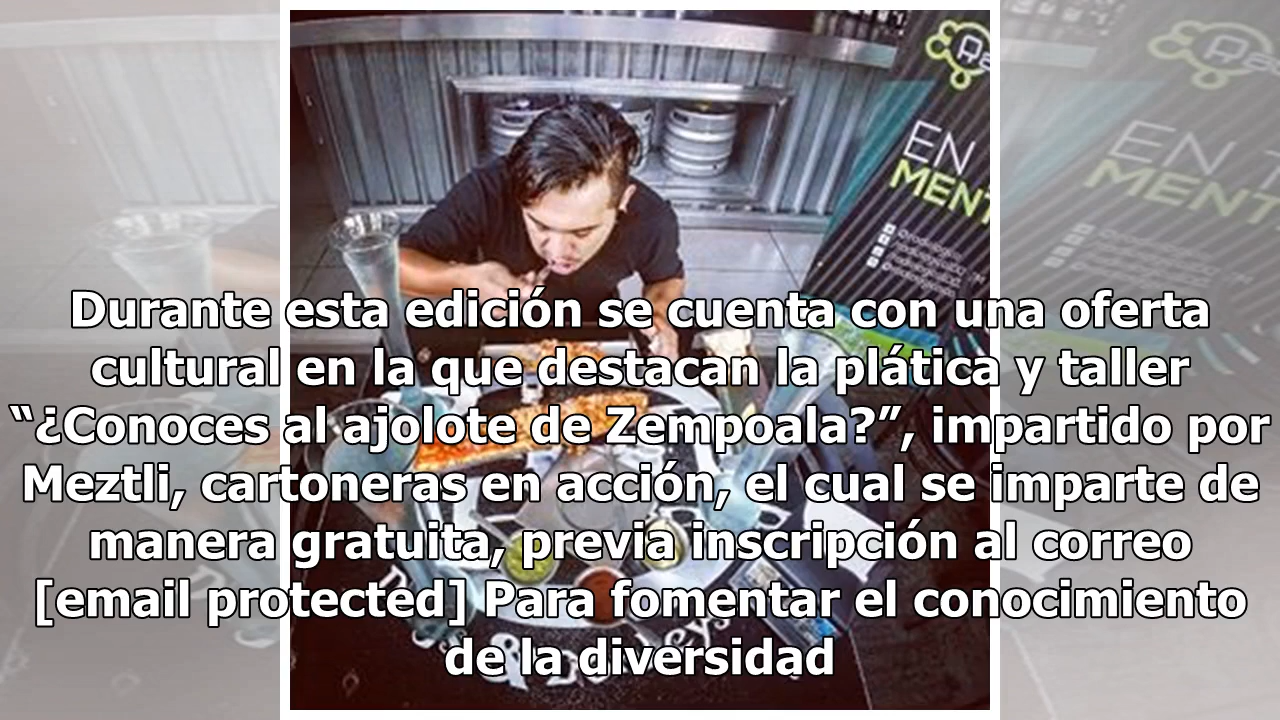 EN
MENT
Durante esta edición se cuenta con una oferta
cultural en la que destacan la plática y taller
“¿Conoces al ajolote de Zempoala?”, impartido por
Meztli, cartoneras en acción, el cual se imparte de
manera gratuita, previa inscripción al correo
[email protected] Para fomentar el conocimiento
de la diversidad